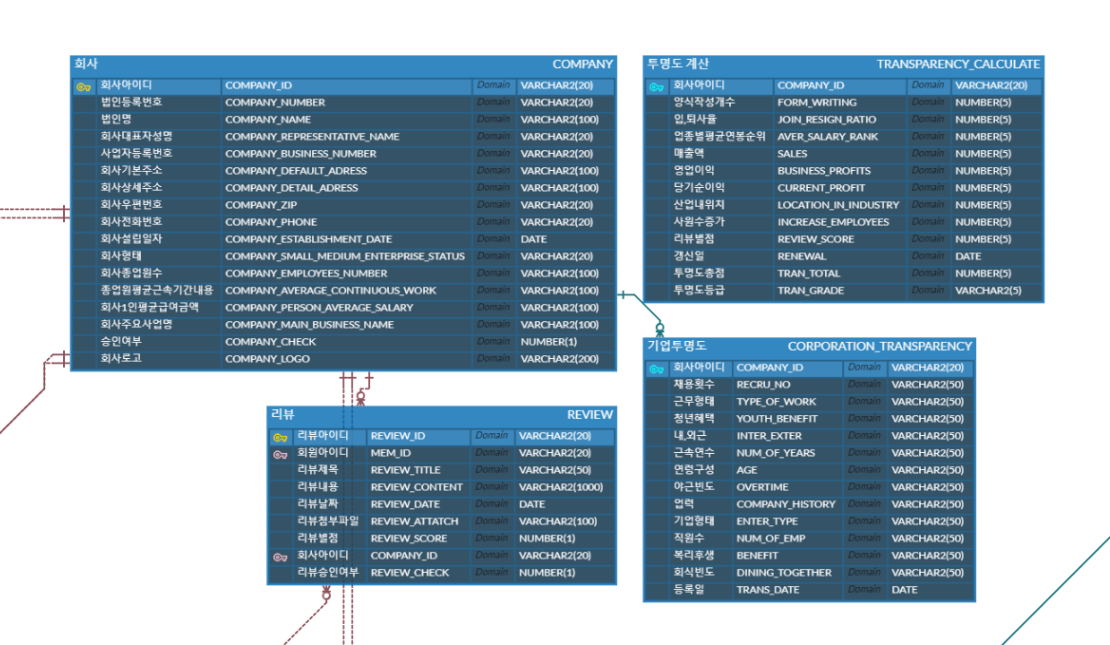 회사 COMPANY
회사아이디 COMPANY_ID Domain VARCHAR2(20)
법인등록번호 COMPANY_NUMBER Domain VARCHAR2(20)
법인명 COMPANY_NAME Domain VARCHAR2(100)
회사대표자성명 COMPANY_REPRESENTATIVE_NAME Domain VARCHAR2(20)
사업자등록번호 COMPANY_BUSINESS_NUMBER Domain VARCHAR2(20)
회사기본주소 COMPANY_DEFAULT_ADRESS Domain VARCHAR2(100)
회사상세주소 COMPANY_DETAIL_ADRESS Domain VARCHAR2(100)
회사우편번호 COMPANY_ZIP Domain VARCHAR2(20)
회사전화번호 COMPANY_PHONE Domain VARCHAR2(20)
회사설립일자 COMPANY_ESTABLISHMENT_DATE Domain DATE
회사형태 COMPANY_SMALL_MEDIUM_ENTERPRISE_STATUS Domain VARCHAR2(20)
회사종업원수 COMPANY_EMPLOYEES_NUMBER Domain VARCHAR2(100)
종업원평균근속기간내용 COMPANY_AVERAGE_CONTINUOUS_WORK Domain VARCHAR2(100)
회사1인평균급여금액 COMPANY_PERSON_AVERAGE_SALARY Domain VARCHAR2(100)
회사주요사업명 COMPANY_MAIN_BUSINESS_NAME Domain VARCHAR2(100)
승인여부 COMPANY_CHECK Domain NUMBER(1)
회사로고 COMPANY_LOGO Domain VARCHAR2(200)
투명도 계산 TRANSPARENCY_CALCULATE
회사아이디 COMPANY_ID Domain VARCHAR2(20)
양식작성개수 FORM_WRITING Domain NUMBER(5)
입,퇴사율 JOIN_RESIGN_RATIO Domain NUMBER(5)
업종별평균연봉순위 AVER_SALARY_RANK Domain NUMBER(5)
매출액 SALES Domain NUMBER(5)
영업이익 BUSINESS_PROFITS Domain NUMBER(5)
당기순이익 CURRENT_PROFIT Domain NUMBER(5)
산업내위치 LOCATION_IN_INDUSTRY Domain NUMBER(5)
사원수증가 INCREASE_EMPLOYEES Domain NUMBER(5)
리뷰별점 REVIEW_SCORE Domain NUMBER(5)
갱신일 RENEWAL Domain DATE
투명도총점 TRAN_TOTAL Domain NUMBER(5)
투명도등급 TRAN_GRADE Domain VARCHAR2(5)
기업투명도 CORPORATION_TRANSPARENCY
회사아이디 COMPANY_ID Domain VARCHAR2(20)
채용횟수 RECRU_NO Domain VARCHAR2(50)
근무형태 TYPE_OF_WORK Domain VARCHAR2(50)
청년혜택 YOUTH_BENEFIT Domain VARCHAR2(50)
내,외근 INTER_EXTER Domain VARCHAR2(50)
근속연수 NUM_OF_YEARS Domain VARCHAR2(50)
연령구성 AGE Domain VARCHAR2(50)
야근빈도 OVERTIME Domain VARCHAR2(50)
업력 COMPANY_HISTORY Domain VARCHAR2(50)
기업형태 ENTER_TYPE Domain VARCHAR2(50)
직원수 NUM_OF_EMP Domain VARCHAR2(50)
복리후생 BENEFIT Domain VARCHAR2(50)
회식빈도 DINING_TOGETHER Domain VARCHAR2(50)
등록일 TRANS_DATE Domain DATE
리뷰 REVIEW
리뷰아이디 REVIEW_ID Domain VARCHAR2(20)
회원아이디 MEM_ID Domain VARCHAR2(20)
리뷰제목 REVIEW_TITLE Domain VARCHAR2(50)
리뷰내용 REVIEW_CONTENT Domain VARCHAR2(1000)
리뷰날짜 REVIEW_DATE Domain DATE
리뷰첨부파일 REVIEW_ATTATCH Domain VARCHAR2(100)
리뷰별점 REVIEW_SCORE Domain NUMBER(1)
회사아이디 COMPANY_ID Domain VARCHAR2(20)
리뷰승인여부 REVIEW_CHECK Domain NUMBER(1)